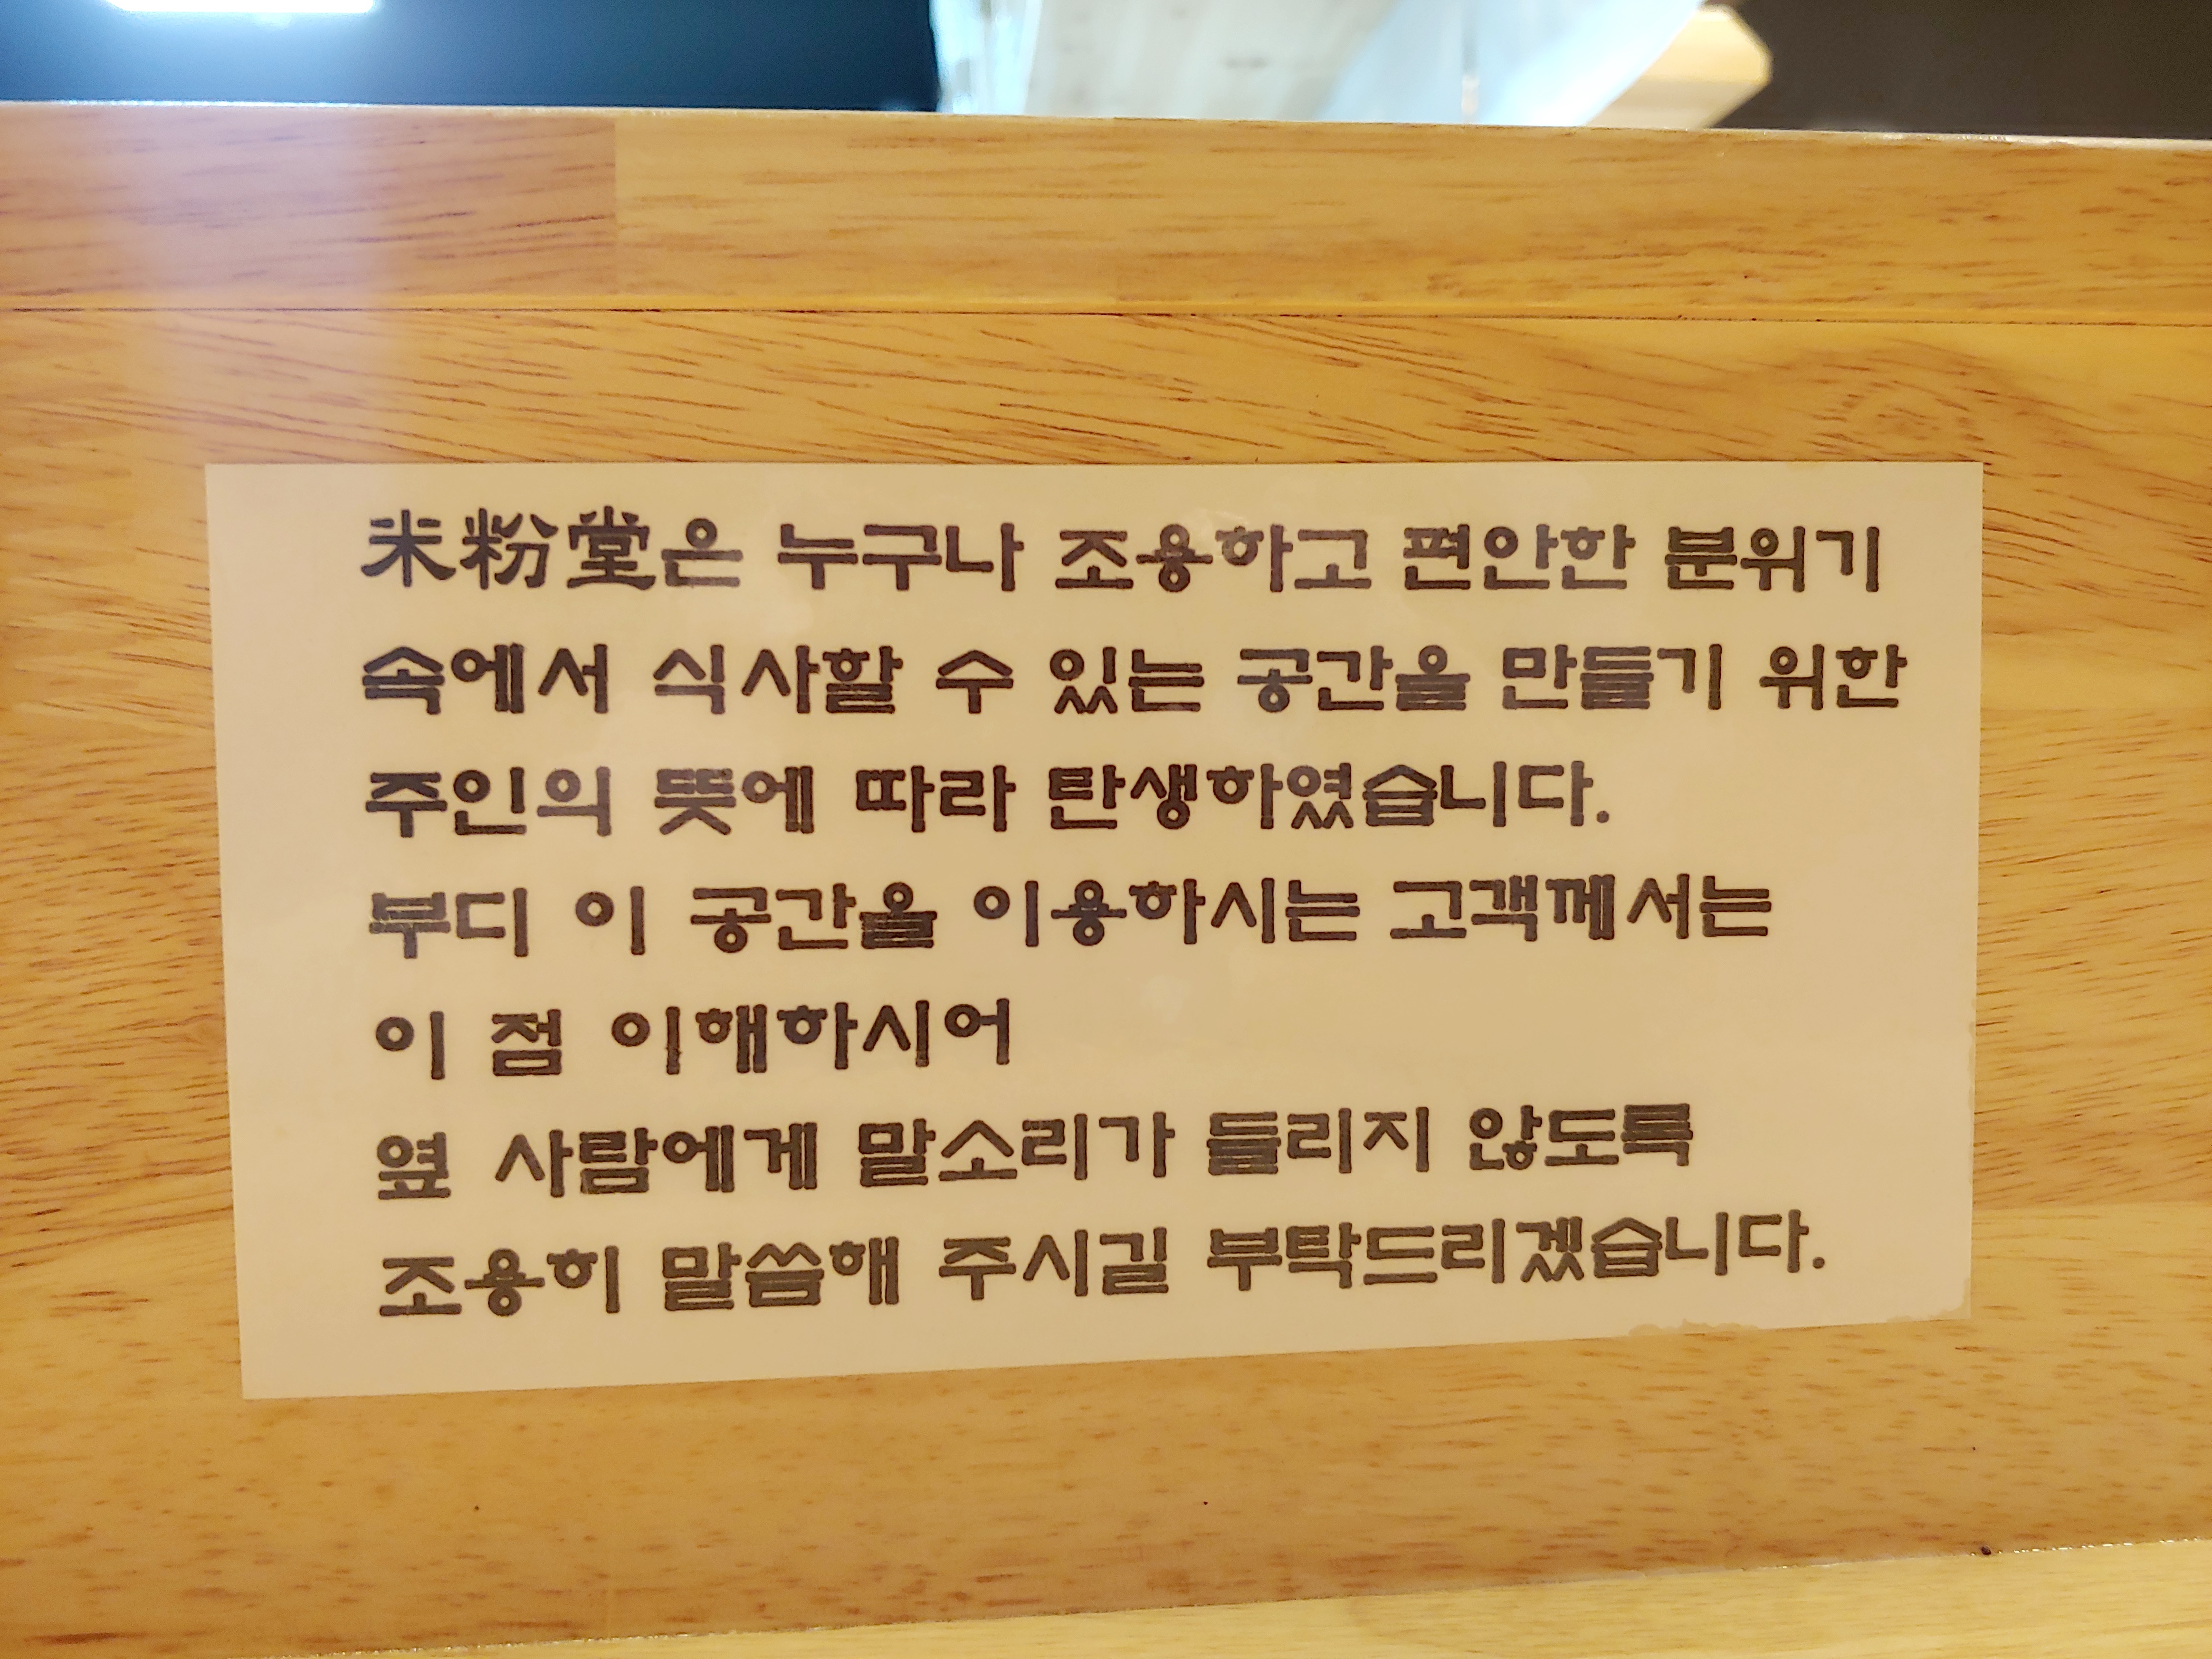 米粉堂은 누구나 조용하고 편안한 분위기
속에서 식사할 수 있는 공간을 만들기 위한
주인의 뜻에 따라 탄생하였습니다.
부디 이 공간을 이용하시는 고객께서는
이 점 이해하시어
옆 사람에게 말소리가 들리지 않도록
조용히 말씀해 주시길 부탁드리겠습니다.